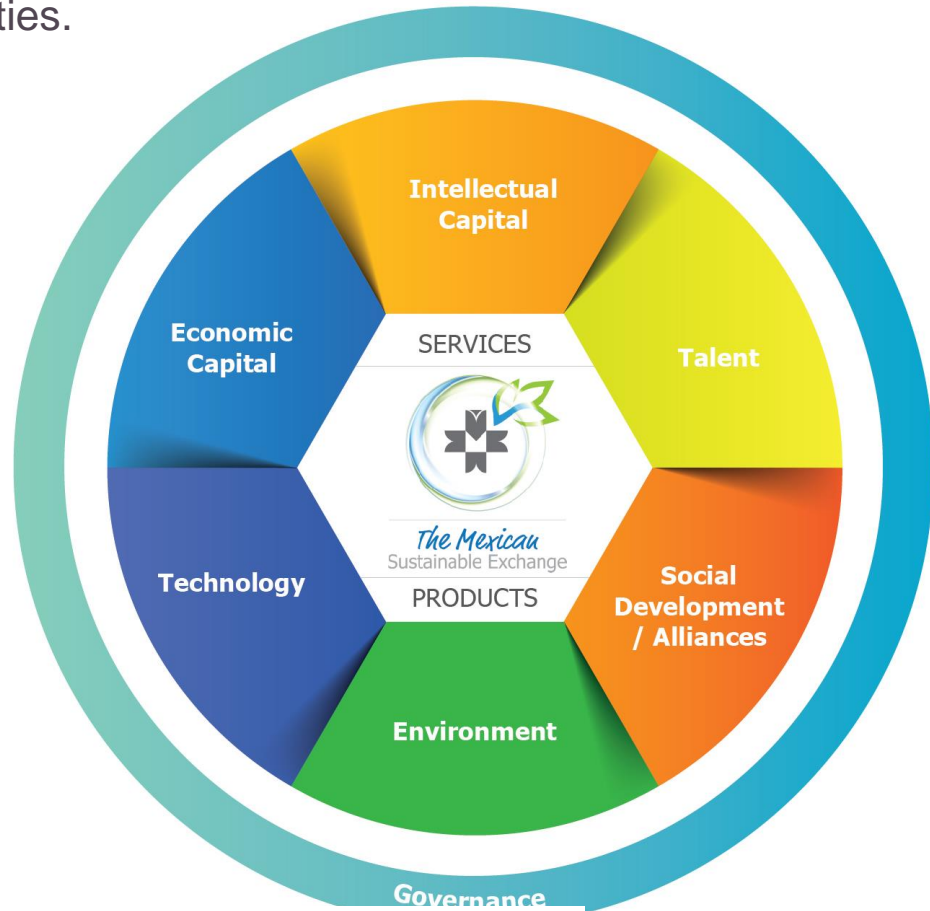 ties.
Intellectual
Capital
Economic
Capital
SERVICES
Talent
The Mexican
Sustainable Exchange
PRODUCTS
Technology
Social
Development
/ Alliances
Environment
Governance